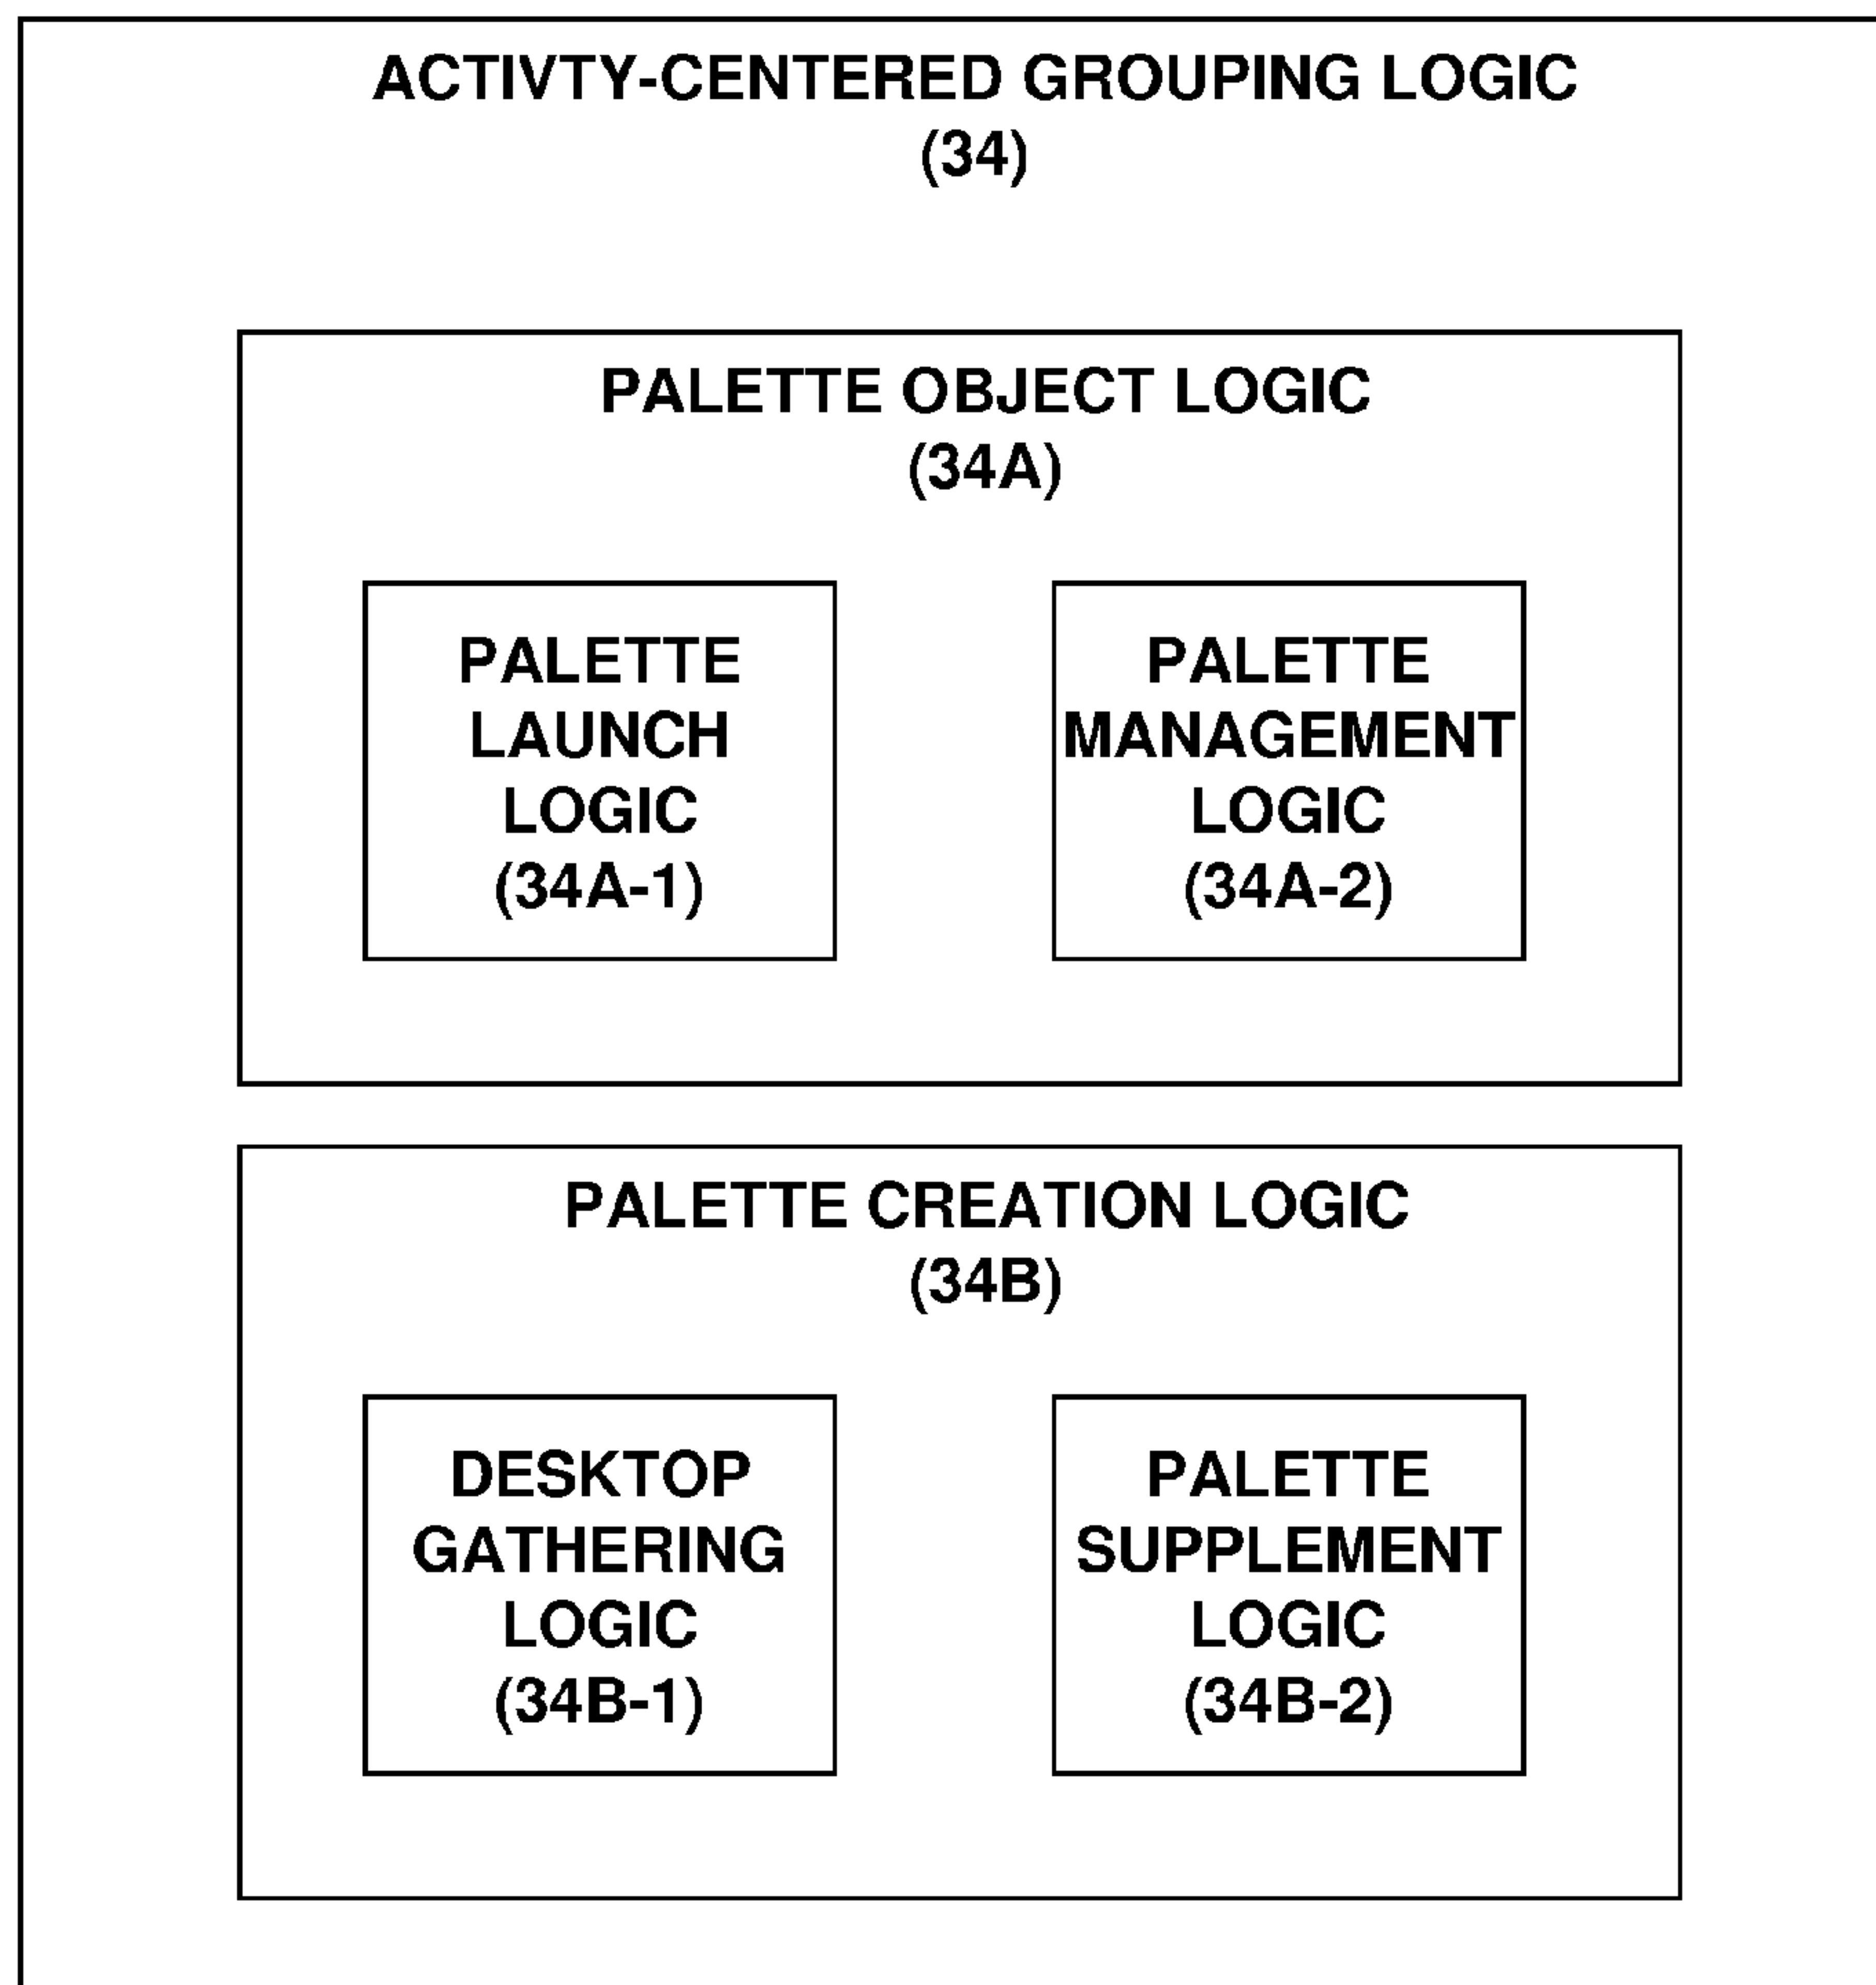 ACTIVTY-CENTERED GROUPING LOGIC
(34)
PALETTE OBJECT LOGIC
(34A)
PALETTE
LAUNCH
LOGIC
(34A-1)
PALETTE
MANAGEMENT
LOGIC
(34A-2)
PALETTE CREATION LOGIC
(34B)
DESKTOP
GATHERING
LOGIC
(34B-1)
PALETTE
SUPPLEMENT
LOGIC
(34B-2)